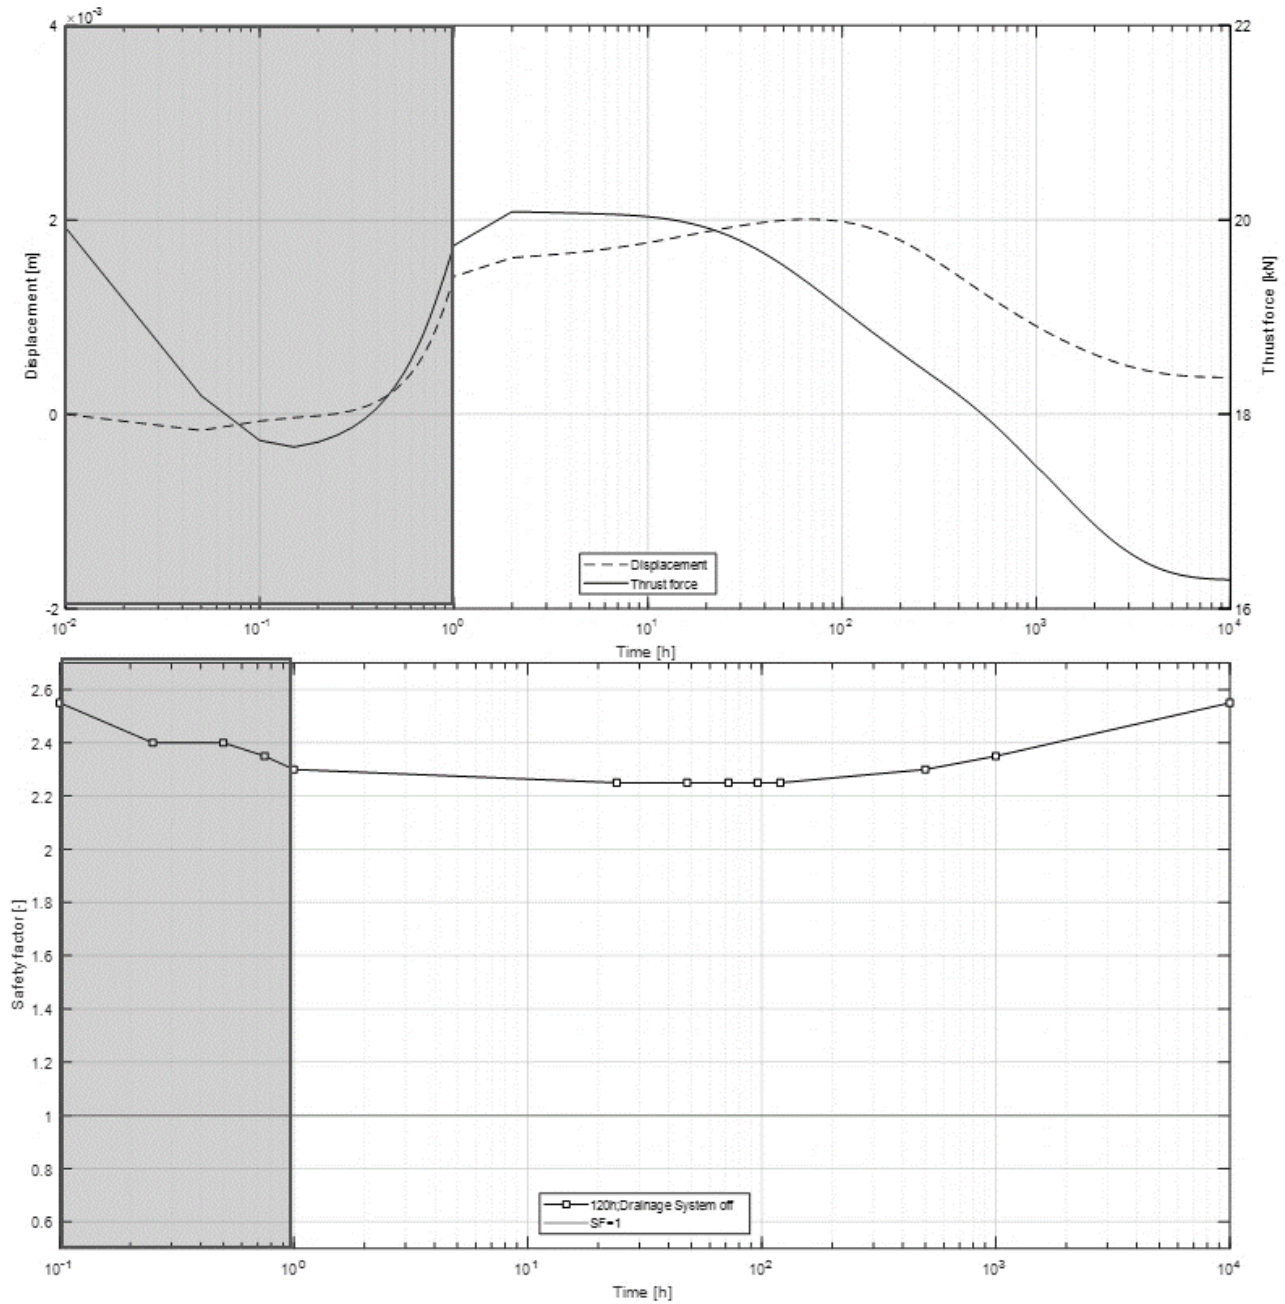 ×10⁻³
4
2
0
-2
Displacement [m]
22
20
18
16
Thrust force [kN]
Displacement
Thrust force
10⁻² 10⁻¹ 10⁰ 10¹ 10² 10³ 10⁴
Time [h]
2.6
2.4
2.2
2
1.8
1.6
1.4
1.2
1
0.8
0.6
Safety factor [-]
120h;Drainage System off
SF=1
10⁻¹ 10⁰ 10¹ 10² 10³ 10⁴
Time [h]